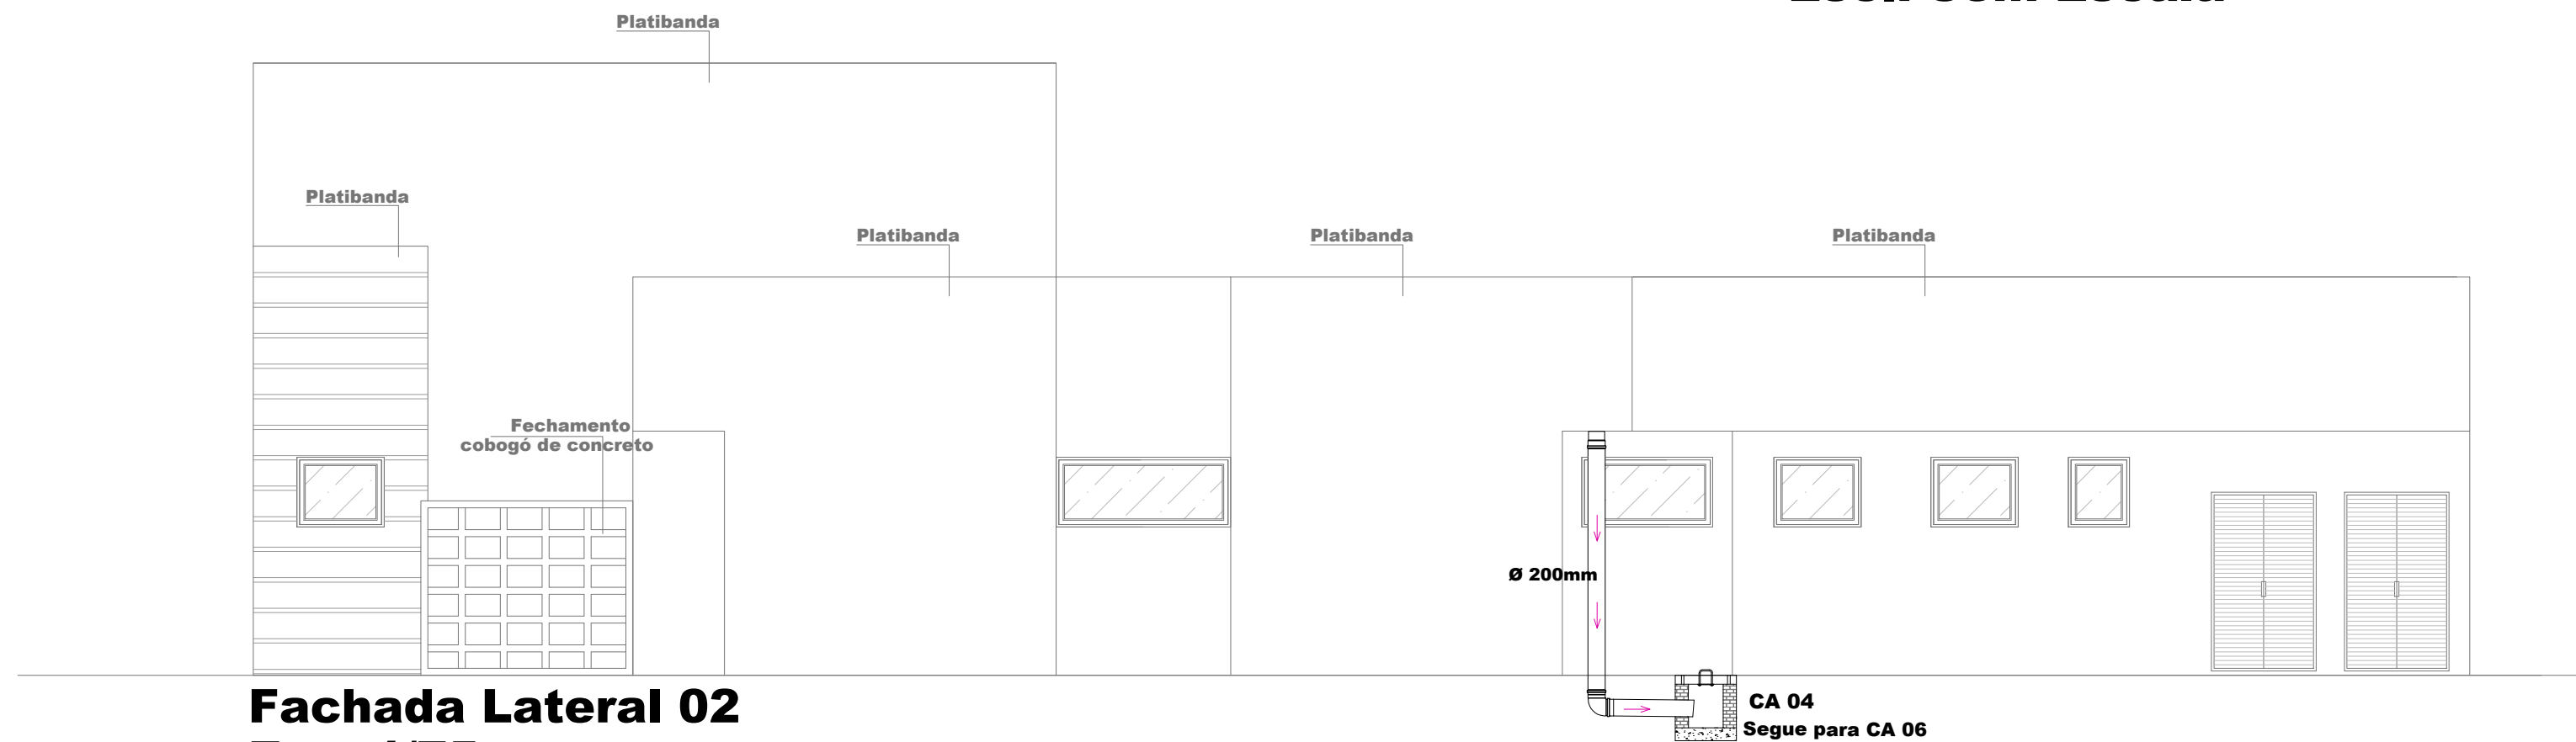 Platibanda
Platibanda
Platibanda
Platibanda
Platibanda
Fechamento
cobogó de concreto
Ø 200mm
CA 04
Segue para CA 06
Fachada Lateral 02